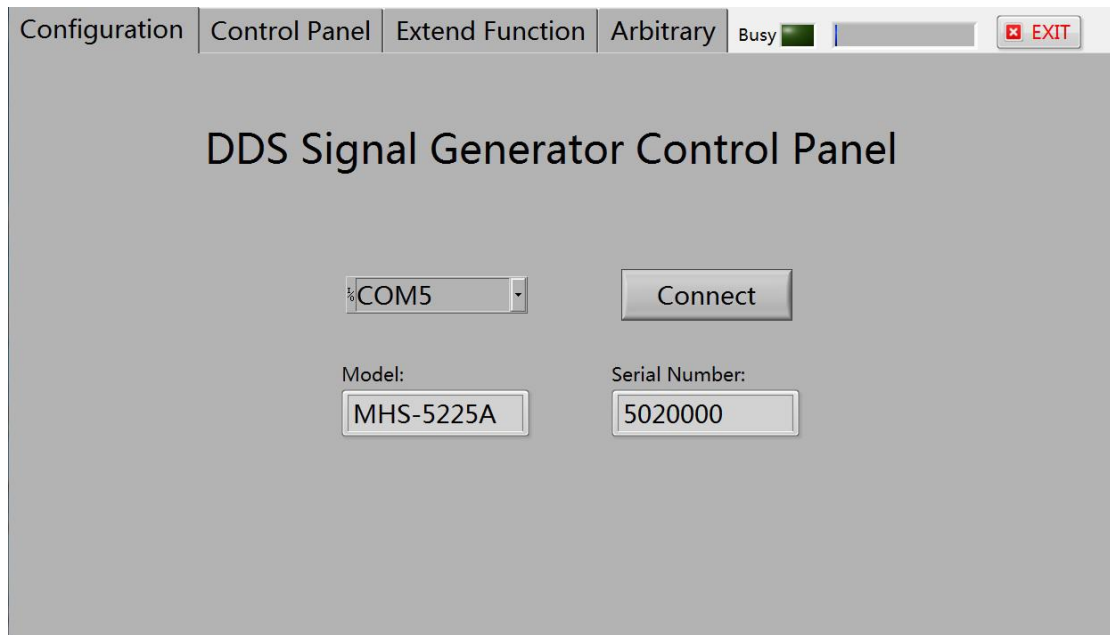 Configuration Control Panel Extend Function Arbitrary Busy EXIT
DDS Signal Generator Control Panel
COM5 Connect
Model: Serial Number:
MHS-5225A 5020000